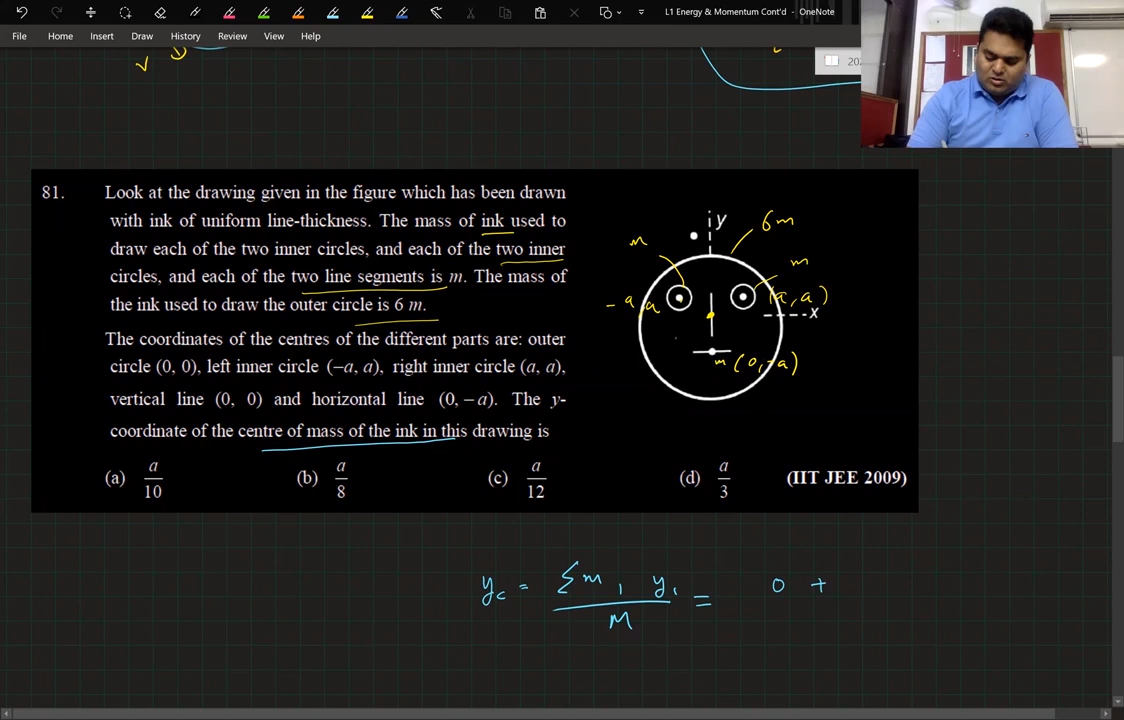 L1 Energy & Momentum Cont'd - OneNote
File Home Insert Draw History Review View Help
81. Look at the drawing given in the figure which has been drawn
with ink of uniform line-thickness. The mass of ink used to
draw each of the two inner circles, and each of the two inner
circles, and each of the two line segments is m. The mass of
the ink used to draw the outer circle is 6 m.
The coordinates of the centres of the different parts are: outer
circle (0, 0), left inner circle (−a, a), right inner circle (a, a),
vertical line (0, 0) and horizontal line (0, −a). The y-
coordinate of the centre of mass of the ink in this drawing is
(a) a/10 (b) a/8 (c) a/12 (d) a/3 (IIT JEE 2009)
y
6m
m
m
-a, a
(a, a)
x
m (0, -a)
y_c = Σ m_1 y_1 / M = 0 +